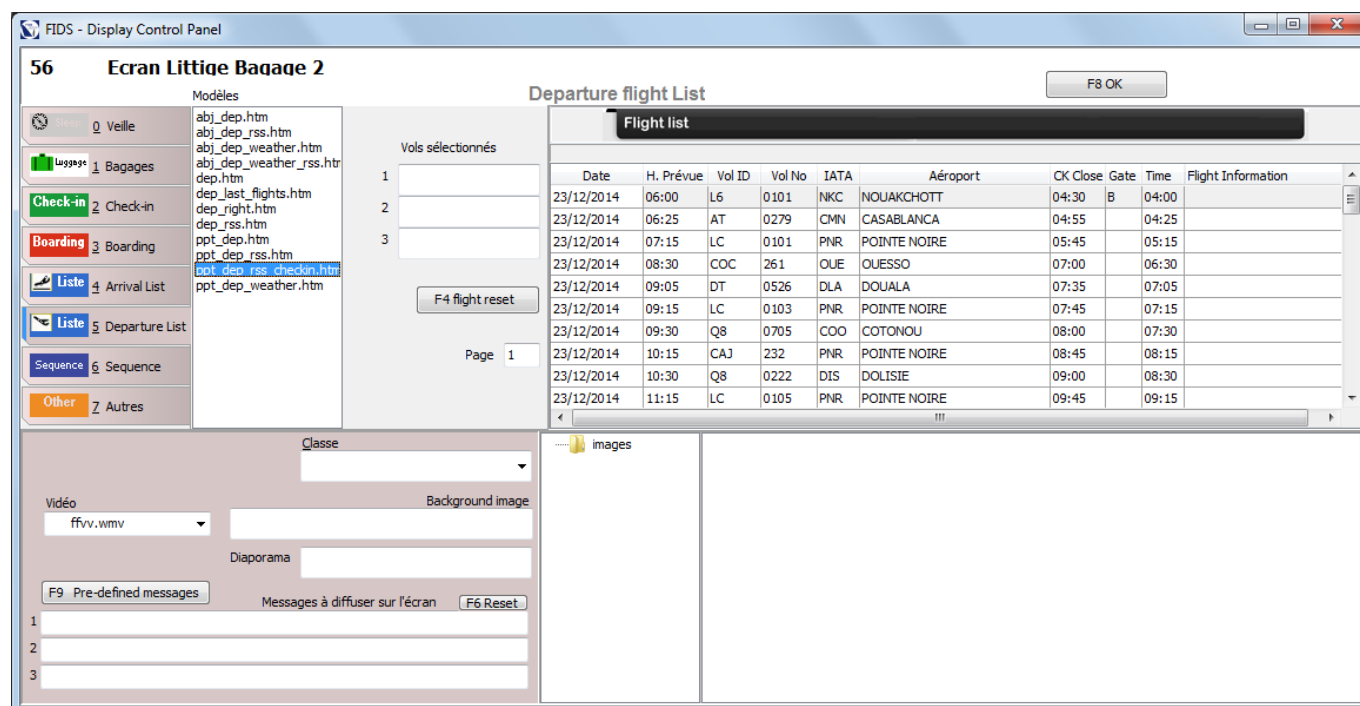 FIDS - Display Control Panel
56 Ecran Littige Bagage 2
Modèles
Departure flight List
F8 OK
0 Veille
Luggage 1 Bagages
Check-in 2 Check-in
Boarding 3 Boarding
Liste 4 Arrival List
Liste 5 Departure List
Sequence 6 Sequence
Other 7 Autres
abj_dep.htm
abj_dep_rss.htm
abj_dep_weather.htm
abj_dep_weather_rss.htr
dep.htm
dep_last_flights.htm
dep_right.htm
dep_rss.htm
ppt_dep.htm
ppt_dep_rss.htm
ppt_dep_rss_checkin.htm
ppt_dep_weather.htm
Vols sélectionnés
1
2
3
F4 flight reset
Page 1
Flight list
Date H. Prévue Vol ID Vol No IATA Aéroport CK Close Gate Time Flight Information
23/12/2014 06:00 L6 0101 NKC NOUAKCHOTT 04:30 B 04:00
23/12/2014 06:25 AT 0279 CMN CASABLANCA 04:55 04:25
23/12/2014 07:15 LC 0101 PNR POINTE NOIRE 05:45 05:15
23/12/2014 08:30 COC 261 OUE OUESSO 07:00 06:30
23/12/2014 09:05 DT 0526 DLA DOUALA 07:35 07:05
23/12/2014 09:15 LC 0103 PNR POINTE NOIRE 07:45 07:15
23/12/2014 09:30 Q8 0705 COO COTONOU 08:00 07:30
23/12/2014 10:15 CAJ 232 PNR POINTE NOIRE 08:45 08:15
23/12/2014 10:30 Q8 0222 DIS DOLISIE 09:00 08:30
23/12/2014 11:15 LC 0105 PNR POINTE NOIRE 09:45 09:15
Classe
Vidéo
ffvv.wmv
Background image
Diaporama
F9 Pre-defined messages
Messages à diffuser sur l'écran
F6 Reset
1
2
3
images